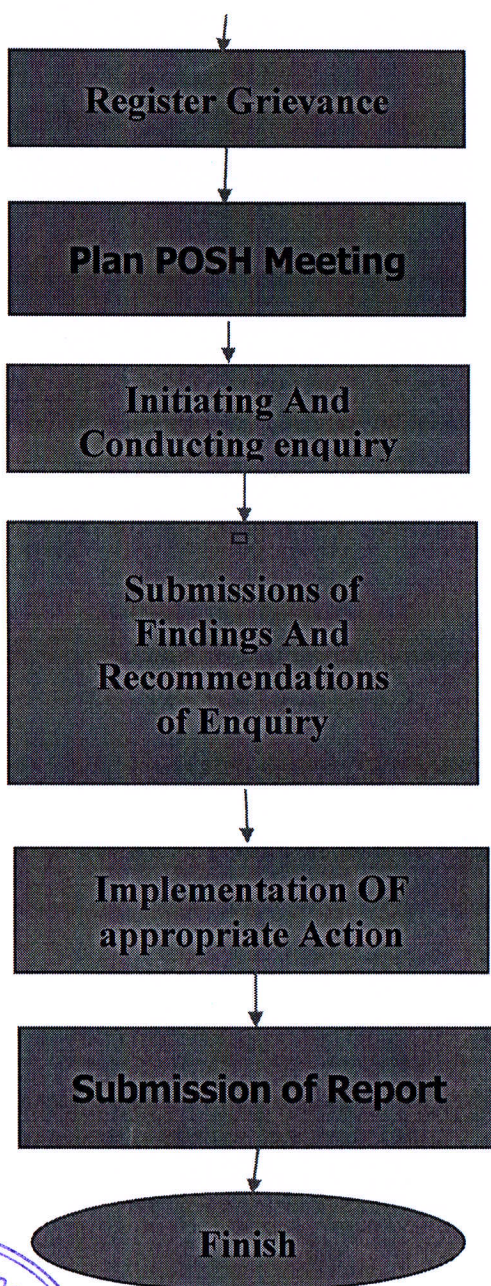 Register Grievance
Plan POSH Meeting
Initiating And
Conducting enquiry
Submissions of
Findings And
Recommendations
of Enquiry
Implementation OF
appropriate Action
Submission of Report
Finish